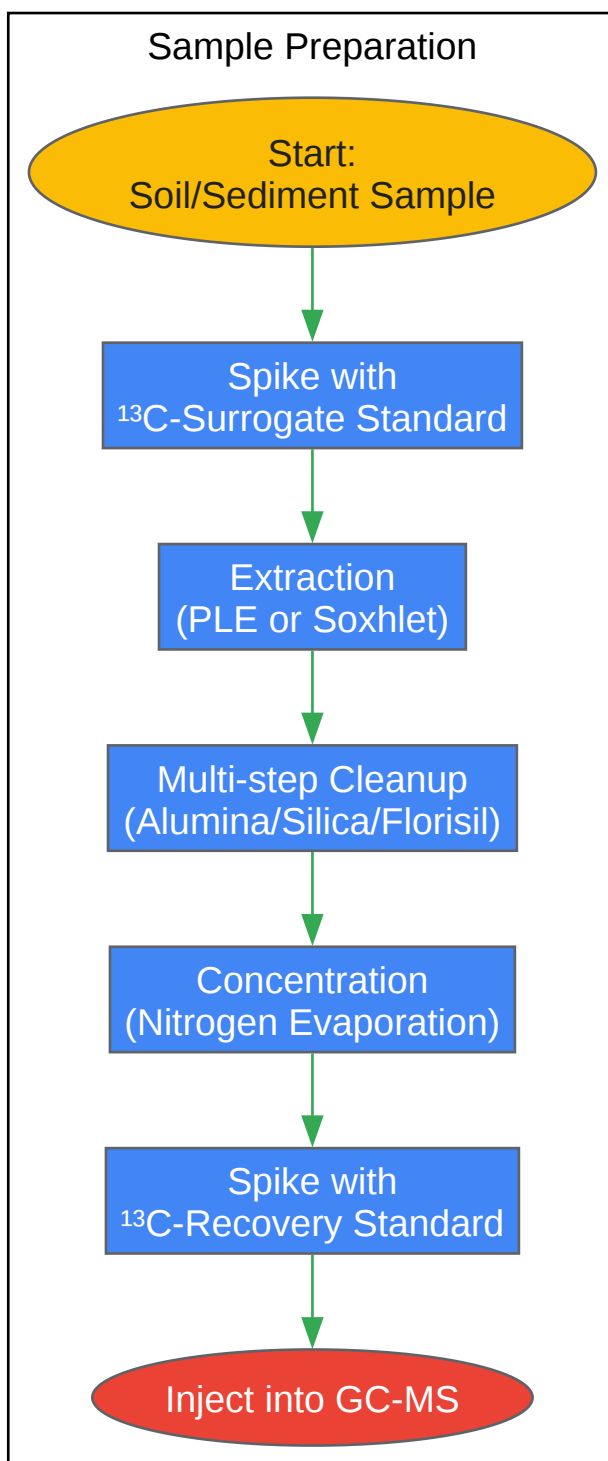 Sample Preparation
Start:
Soil/Sediment Sample
Spike with
¹³C-Surrogate Standard
Extraction
(PLE or Soxhlet)
Multi-step Cleanup
(Alumina/Silica/Florisil)
Concentration
(Nitrogen Evaporation)
Spike with
¹³C-Recovery Standard
Inject into GC-MS